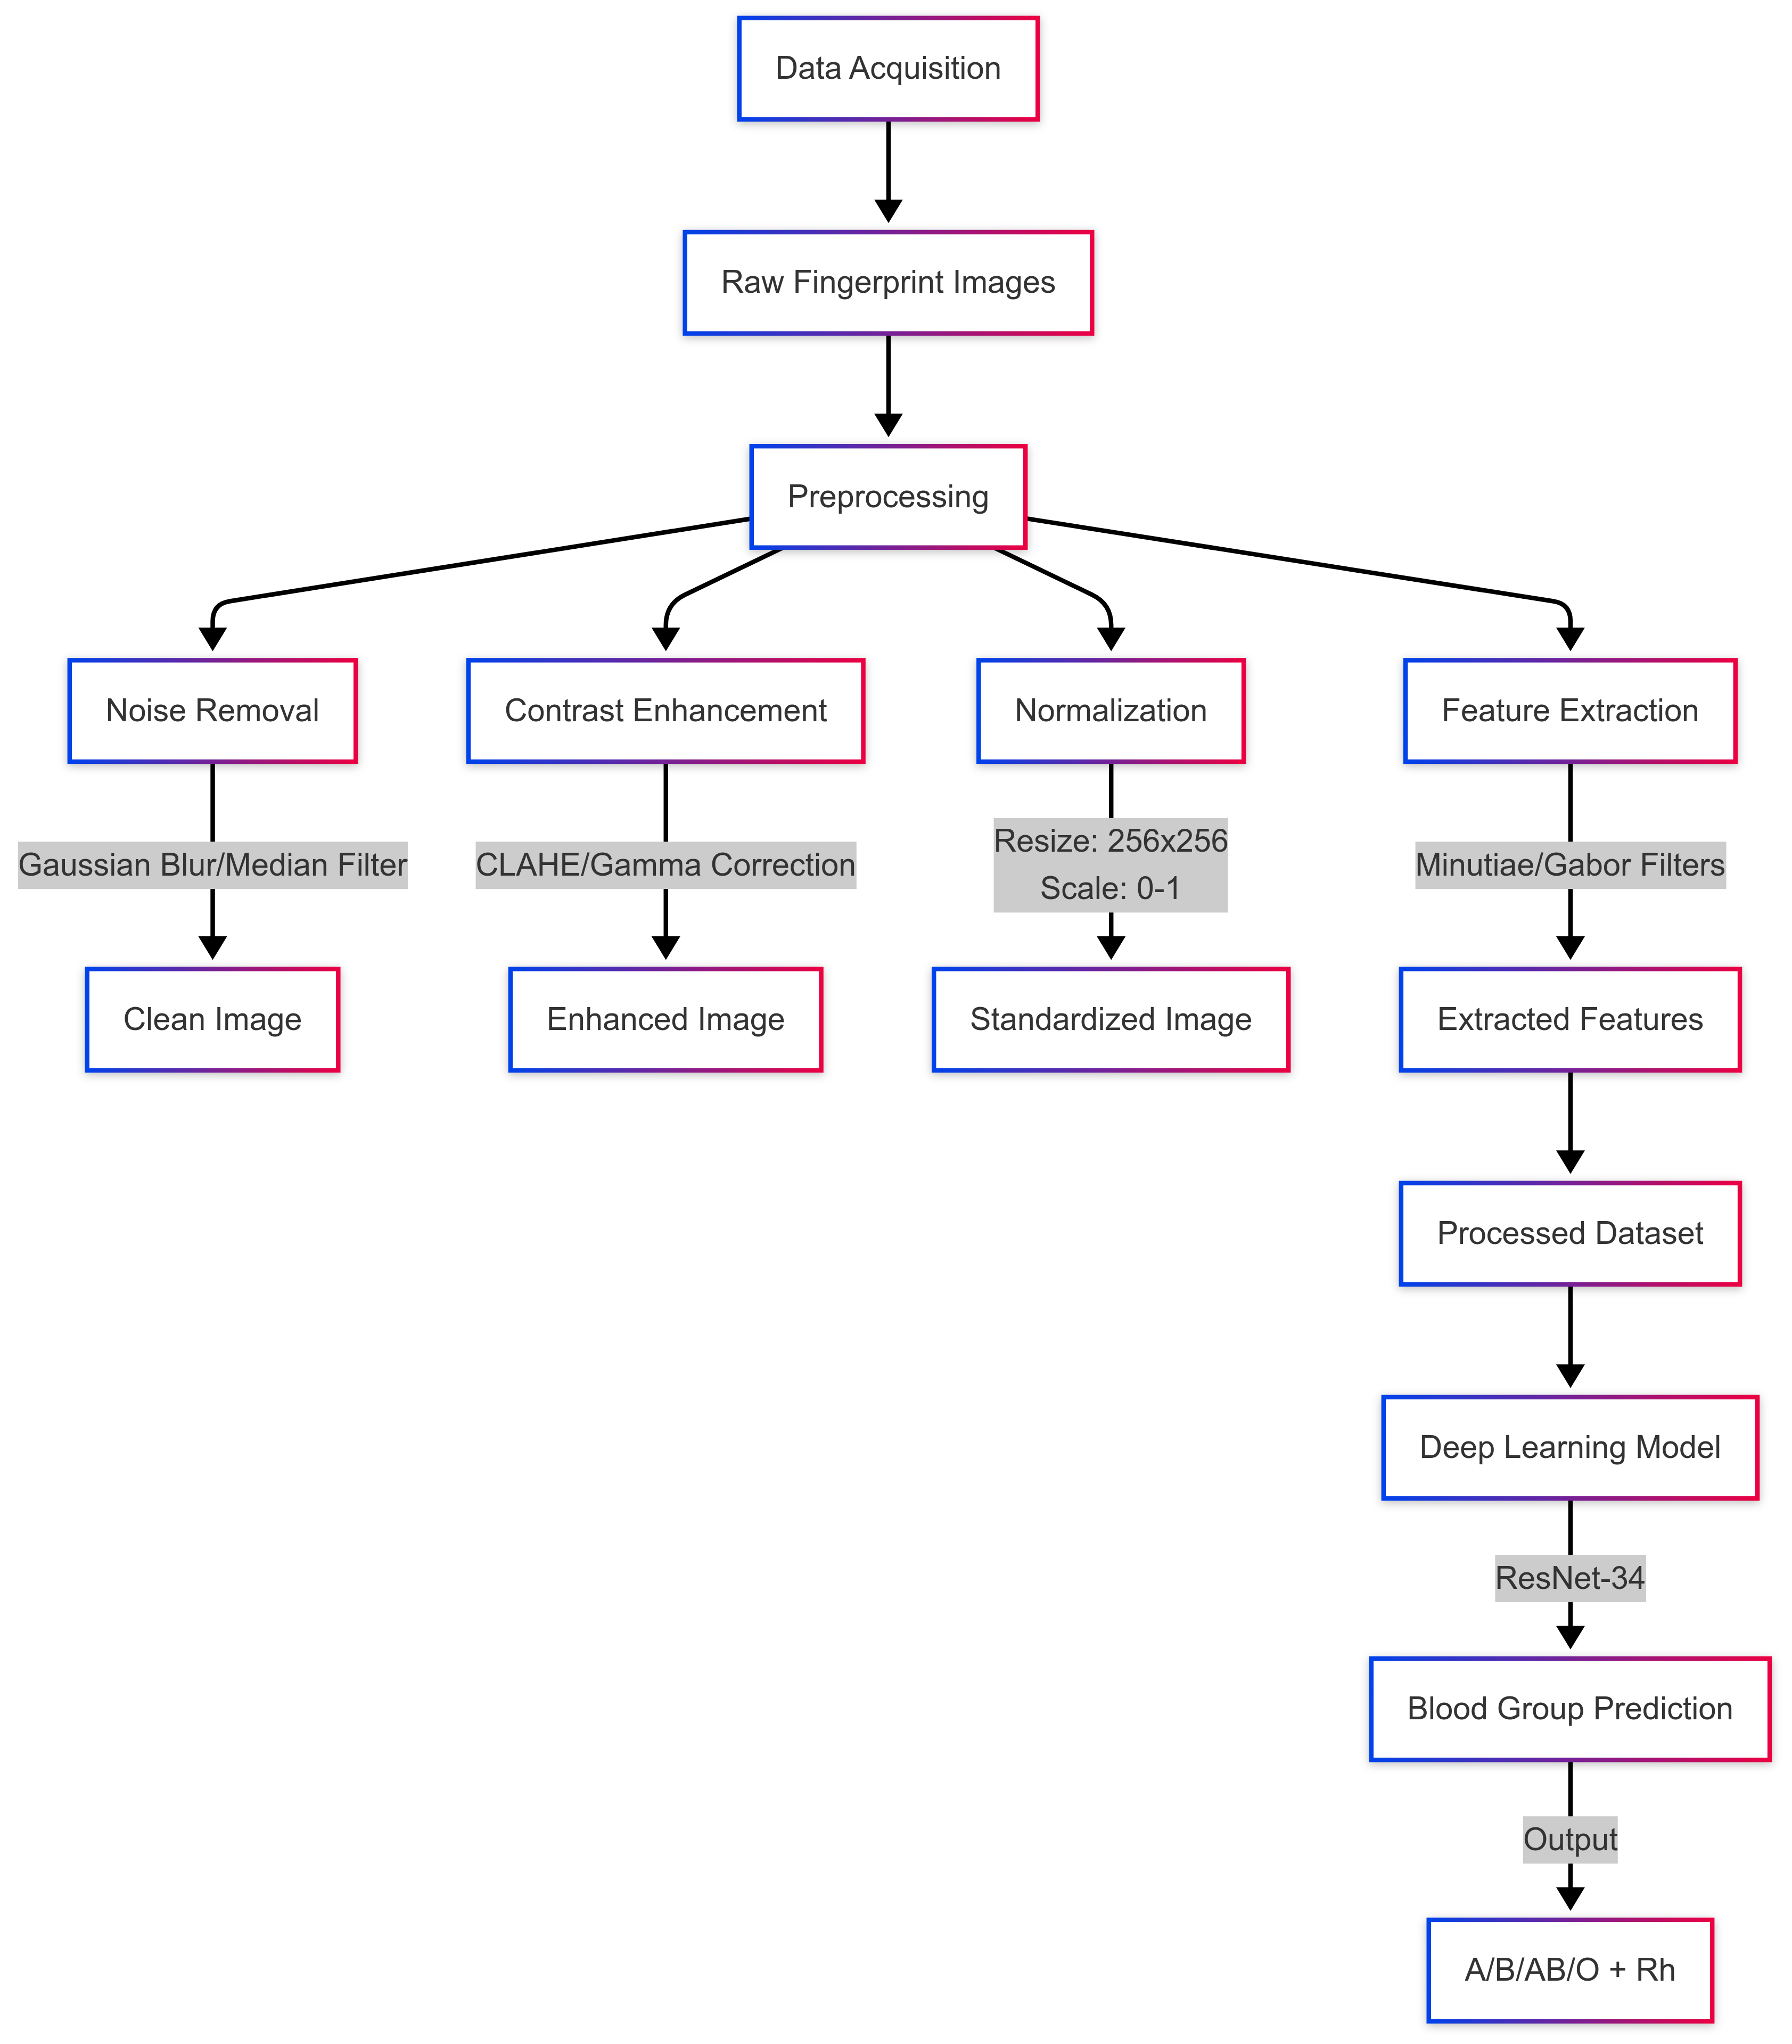 Data Acquisition
Raw Fingerprint Images
Preprocessing
Noise Removal
Contrast Enhancement
Normalization
Feature Extraction
Gaussian Blur/Median Filter
CLAHE/Gamma Correction
Resize: 256x256
Scale: 0-1
Minutiae/Gabor Filters
Clean Image
Enhanced Image
Standardized Image
Extracted Features
Processed Dataset
Deep Learning Model
ResNet-34
Blood Group Prediction
Output
A/B/AB/O + Rh